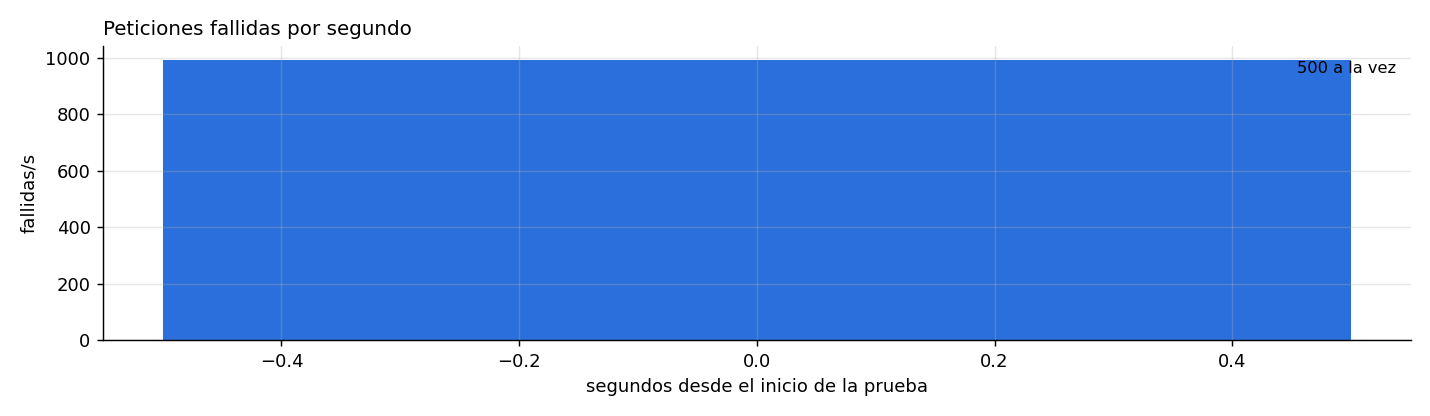 Peticiones fallidas por segundo
1000
800
600
400
200
0
fallidas/s
500 a la vez
−0.4
−0.2
0.0
0.2
0.4
segundos desde el inicio de la prueba